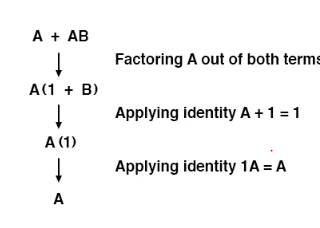 A + AB
Factoring A out of both terms
A(1 + B)
Applying identity A + 1 = 1
A(1)
Applying identity 1A = A
A